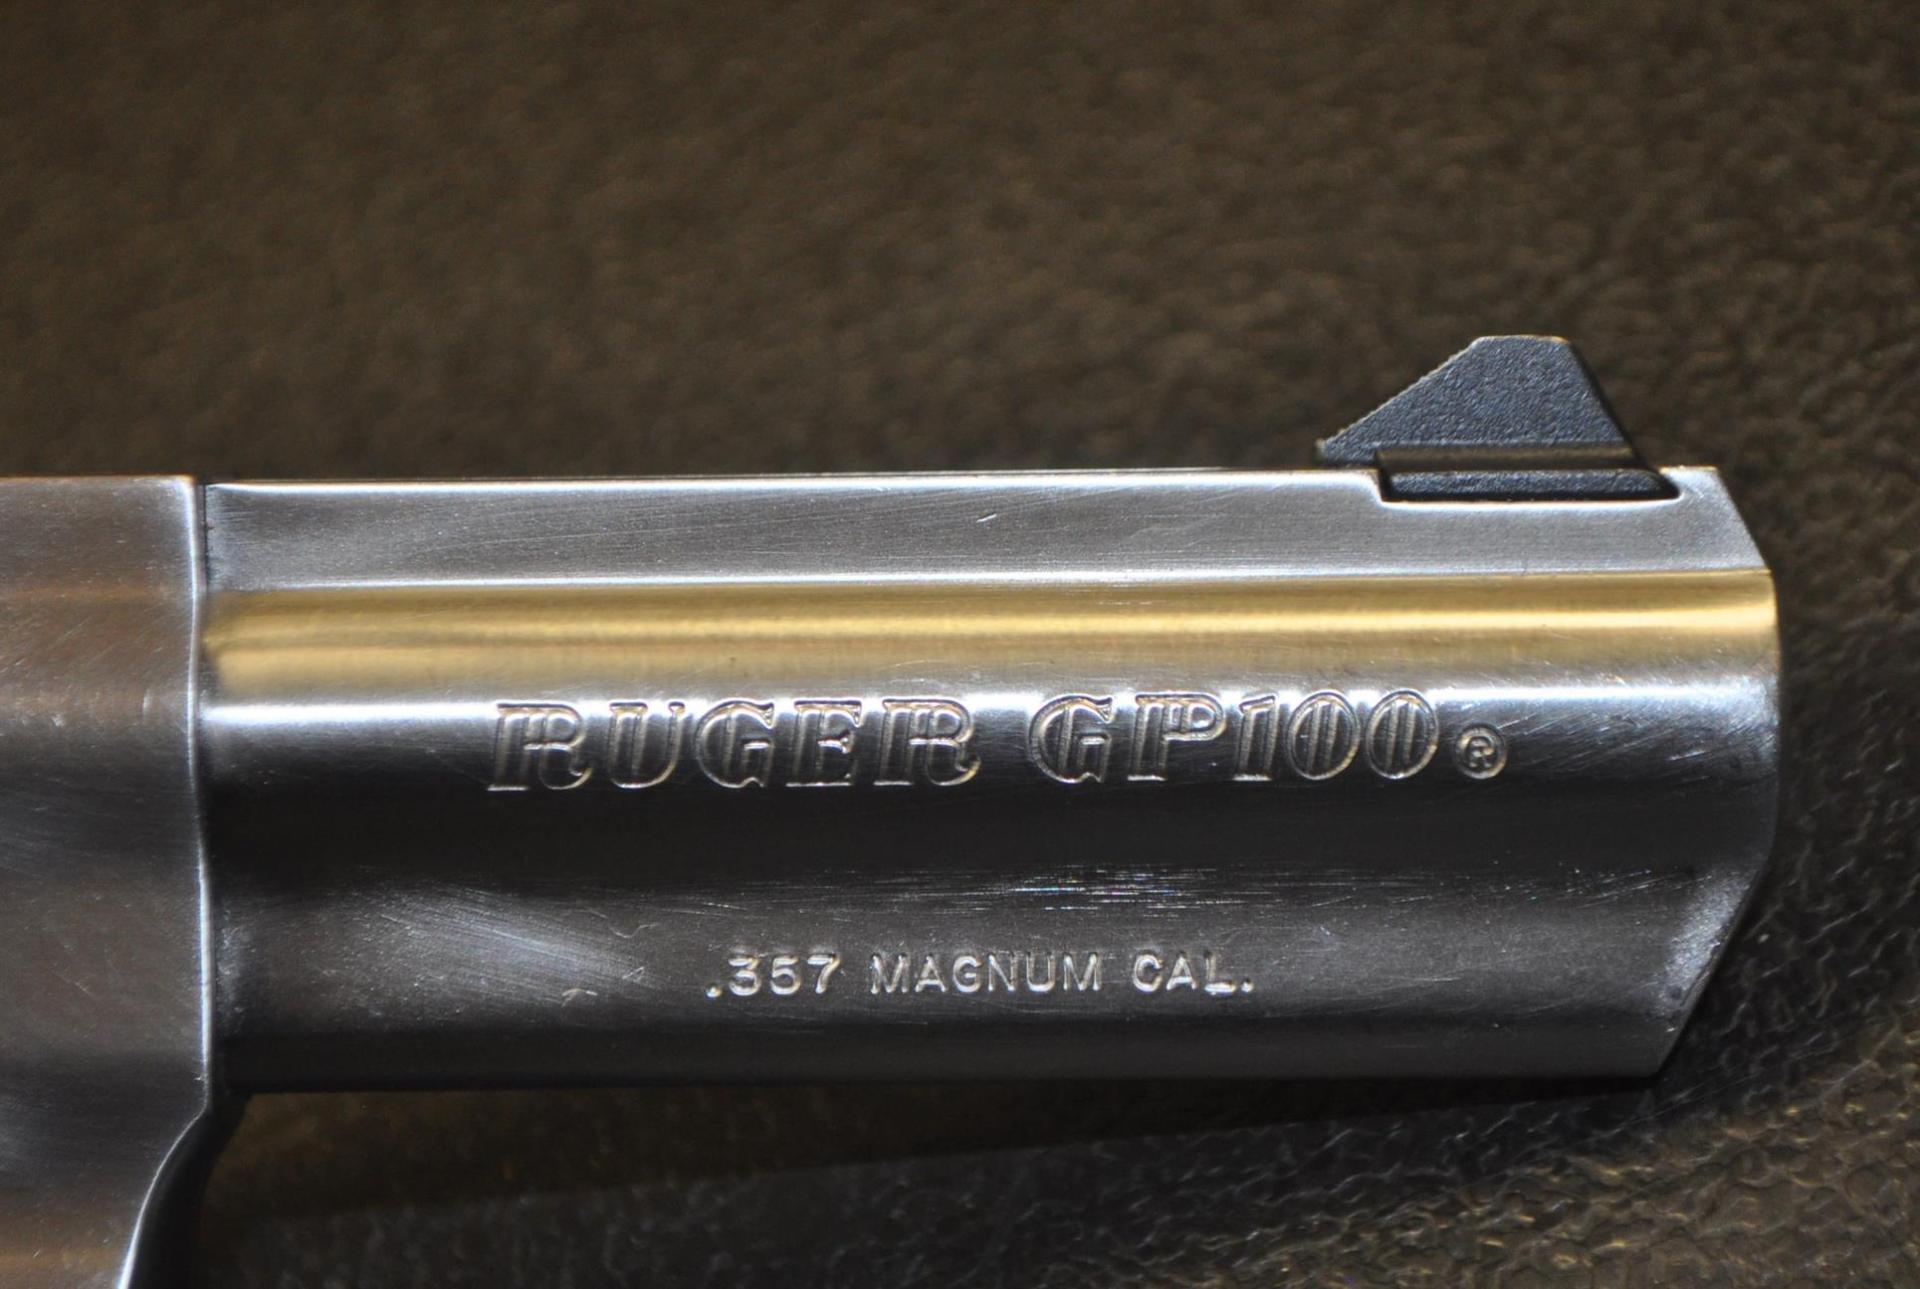 RUGER GP100®
.357 MAGNUM CAL.